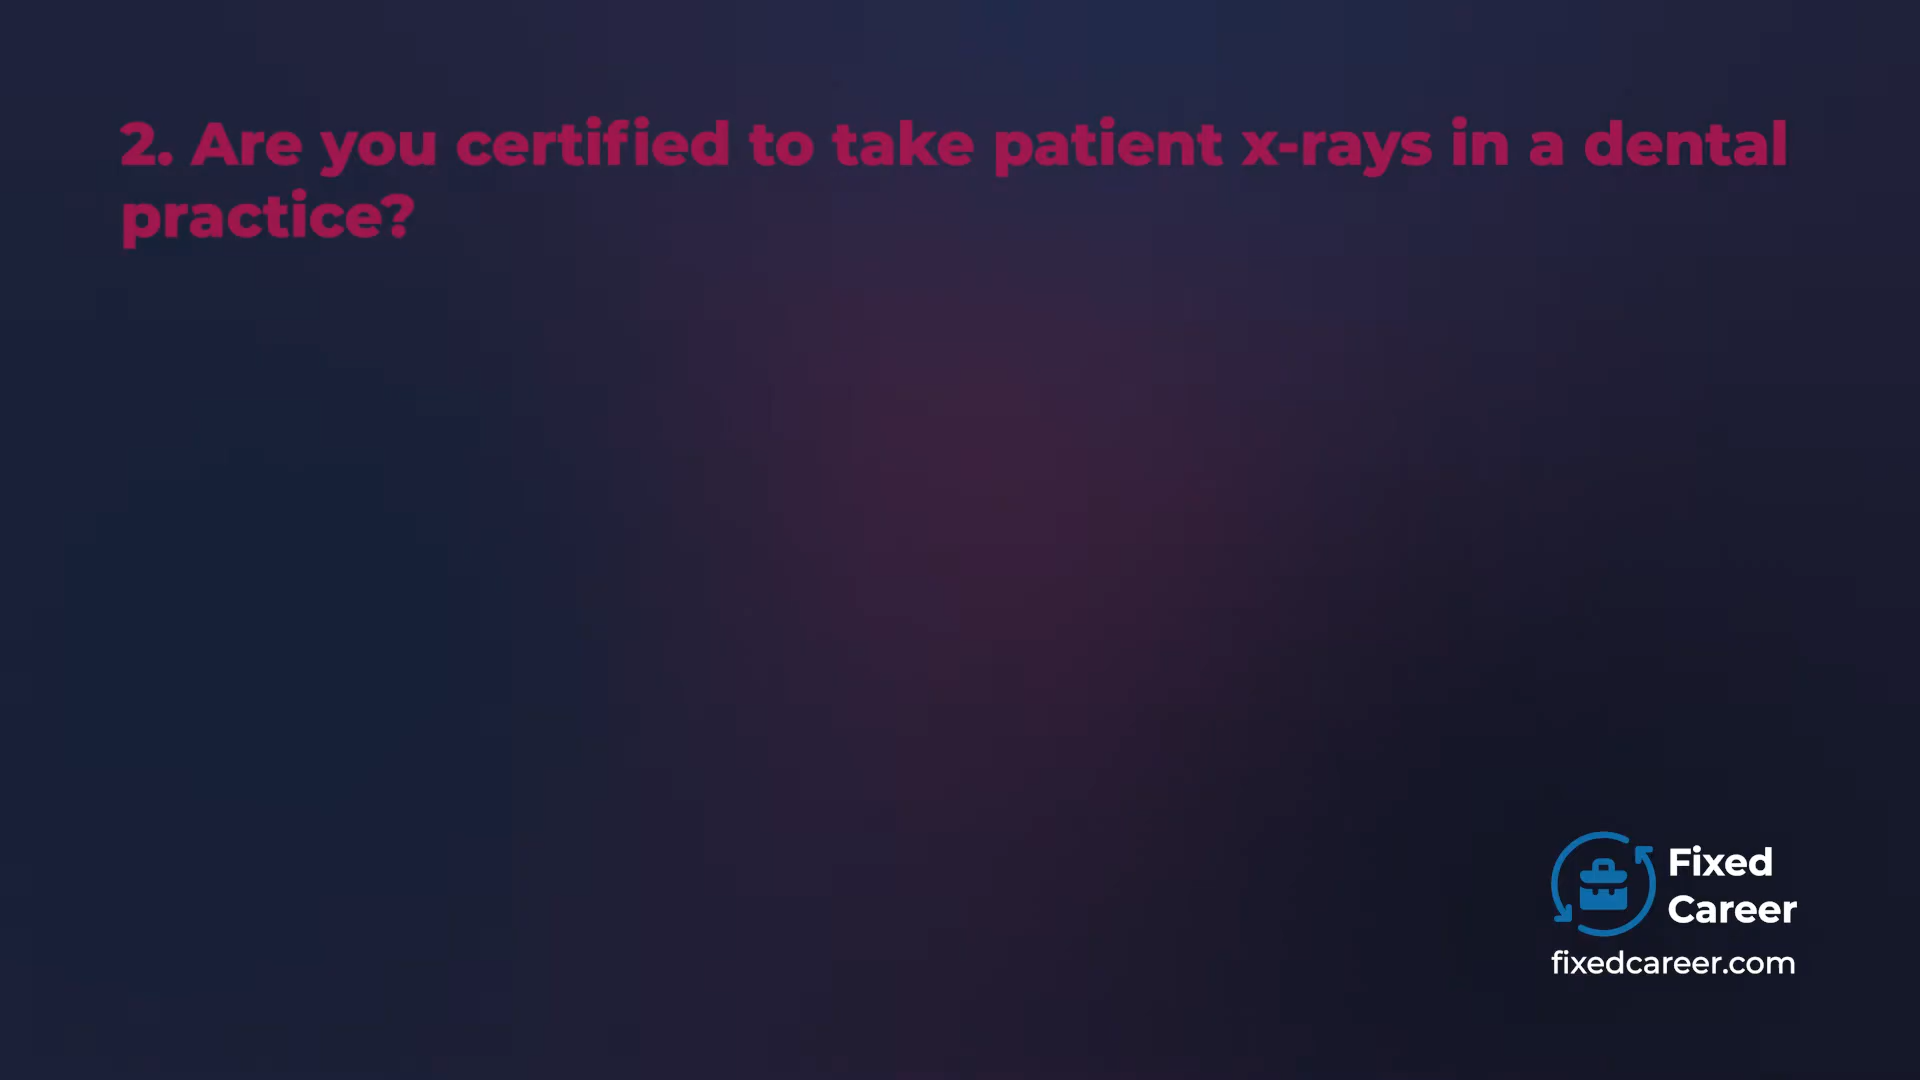 2. Are you certified to take patient x-rays in a dental
practice?
Fixed
Career
fixedcareer.com